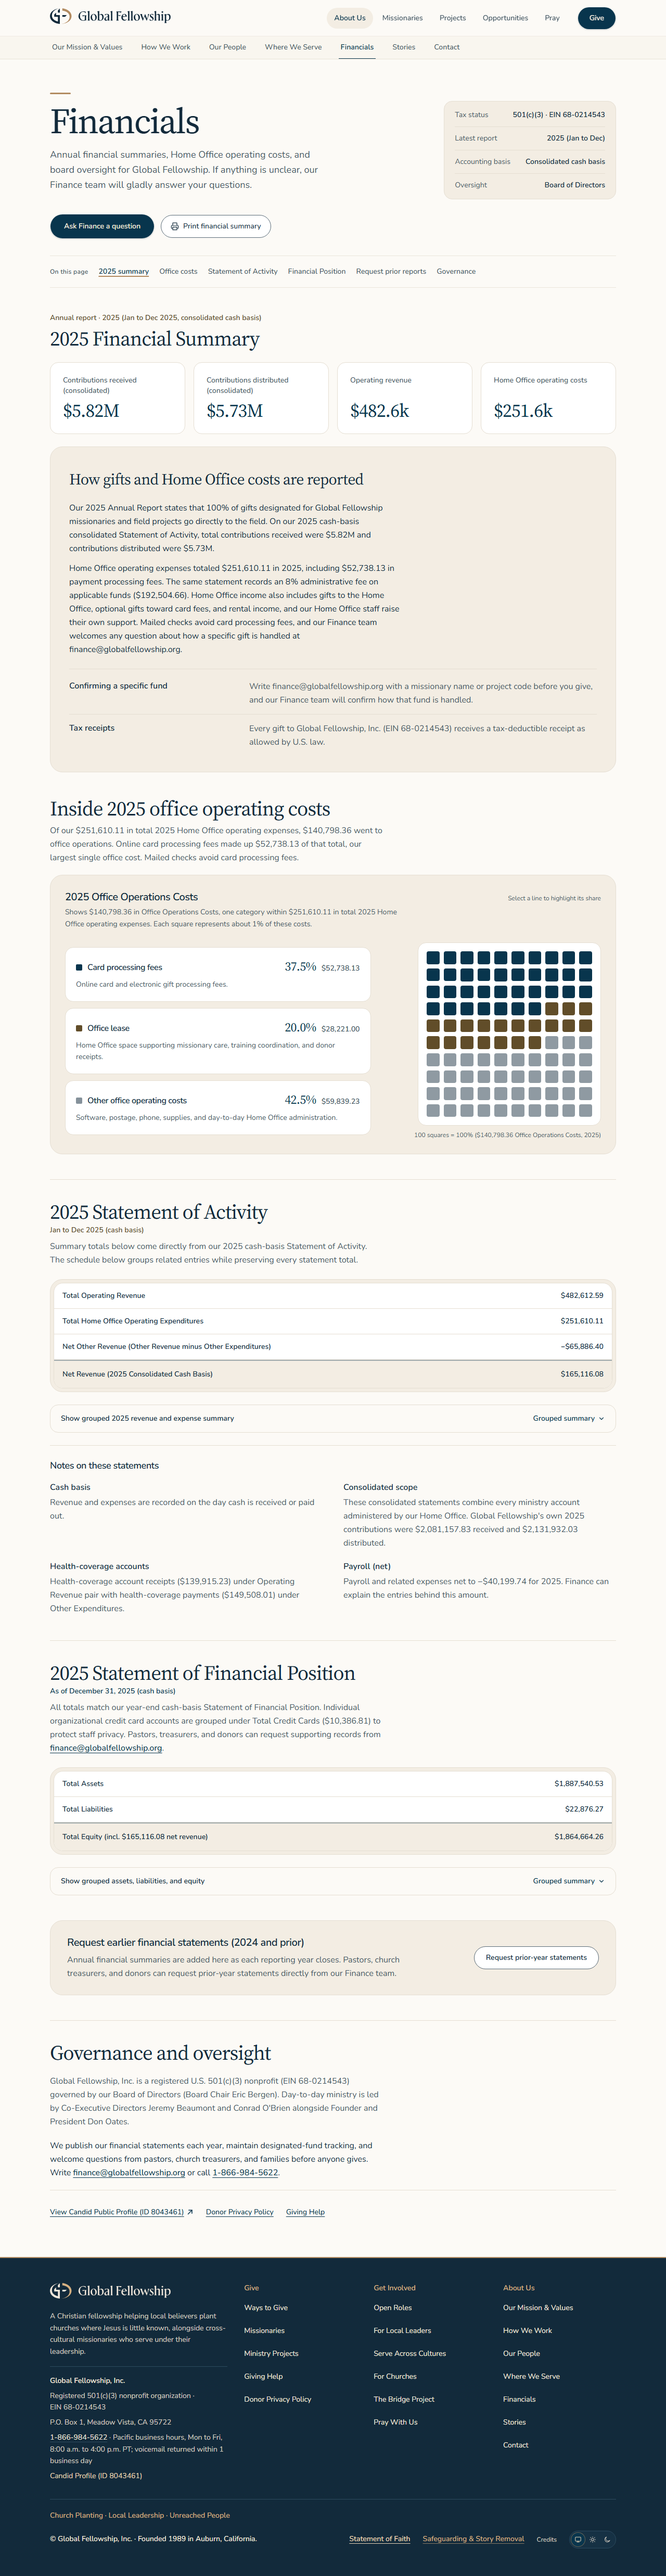 Global Fellowship
About Us
Missionaries
Projects
Opportunities
Pray
Give
Our Mission & Values
How We Work
Our People
Where We Serve
Financials
Stories
Contact
Financials
Annual financial summaries, Home Office operating costs, and
board oversight for Global Fellowship. If anything is unclear, our
Finance team will gladly answer your questions.
Tax status 501(c)(3) · EIN 68-0214543
Latest report 2025 (Jan to Dec)
Accounting basis Consolidated cash basis
Oversight Board of Directors
Ask Finance a question
Print financial summary
On this page
2025 summary
Office costs
Statement of Activity
Financial Position
Request prior reports
Governance
Annual report · 2025 (Jan to Dec 2025, consolidated cash basis)
2025 Financial Summary
Contributions received
(consolidated)
$5.82M
Contributions distributed
(consolidated)
$5.73M
Operating revenue
$482.6k
Home Office operating costs
$251.6k
How gifts and Home Office costs are reported
Our 2025 Annual Report states that 100% of gifts designated for Global Fellowship
missionaries and field projects go directly to the field. On our 2025 cash-basis
consolidated Statement of Activity, total contributions received were $5.82M and
contributions distributed were $5.73M.
Home Office operating expenses totaled $251,610.11 in 2025, including $52,738.13 in
payment processing fees. The same statement records an 8% administrative fee on
applicable funds ($192,504.66). Home Office income also includes gifts to the Home
Office, optional gifts toward card fees, and rental income, and our Home Office staff raise
their own support. Mailed checks avoid card processing fees, and our Finance team
welcomes any question about how a specific gift is handled at
finance@globalfellowship.org.
Confirming a specific fund
Write finance@globalfellowship.org with a missionary name or project code before you give,
and our Finance team will confirm how that fund is handled.
Tax receipts
Every gift to Global Fellowship, Inc. (EIN 68-0214543) receives a tax-deductible receipt as
allowed by U.S. law.
Inside 2025 office operating costs
Of our $251,610.11 in total 2025 Home Office operating expenses, $140,798.36 went to
office operations. Online card processing fees made up $52,738.13 of that total, our
largest single office cost. Mailed checks avoid card processing fees.
2025 Office Operations Costs
Select a line to highlight its share
Shows $140,798.36 in Office Operations Costs, one category within $251,610.11 in total 2025 Home
Office operating expenses. Each square represents about 1% of these costs.
Card processing fees 37.5% $52,738.13
Online card and electronic gift processing fees.
Office lease 20.0% $28,221.00
Home Office space supporting missionary care, training coordination, and donor
receipts.
Other office operating costs 42.5% $59,839.23
Software, postage, phone, supplies, and day-to-day Home Office administration.
100 squares = 100% ($140,798.36 Office Operations Costs, 2025)
2025 Statement of Activity
Jan to Dec 2025 (cash basis)
Summary totals below come directly from our 2025 cash-basis Statement of Activity.
The schedule below groups related entries while preserving every statement total.
Total Operating Revenue $482,612.59
Total Home Office Operating Expenditures $251,610.11
Net Other Revenue (Other Revenue minus Other Expenditures) −$65,886.40
Net Revenue (2025 Consolidated Cash Basis) $165,116.08
Show grouped 2025 revenue and expense summary Grouped summary
Notes on these statements
Cash basis
Revenue and expenses are recorded on the day cash is received or paid
out.
Consolidated scope
These consolidated statements combine every ministry account
administered by our Home Office. Global Fellowship's own 2025
contributions were $2,081,157.83 received and $2,131,932.03
distributed.
Health-coverage accounts
Health-coverage account receipts ($139,915.23) under Operating
Revenue pair with health-coverage payments ($149,508.01) under
Other Expenditures.
Payroll (net)
Payroll and related expenses net to −$40,199.74 for 2025. Finance can
explain the entries behind this amount.
2025 Statement of Financial Position
As of December 31, 2025 (cash basis)
All totals match our year-end cash-basis Statement of Financial Position. Individual
organizational credit card accounts are grouped under Total Credit Cards ($10,386.81) to
protect staff privacy. Pastors, treasurers, and donors can request supporting records from
finance@globalfellowship.org.
Total Assets $1,887,540.53
Total Liabilities $22,876.27
Total Equity (incl. $165,116.08 net revenue) $1,864,664.26
Show grouped assets, liabilities, and equity Grouped summary
Request earlier financial statements (2024 and prior)
Annual financial summaries are added here as each reporting year closes. Pastors, church
treasurers, and donors can request prior-year statements directly from our Finance team.
Request prior-year statements
Governance and oversight
Global Fellowship, Inc. is a registered U.S. 501(c)(3) nonprofit (EIN 68-0214543)
governed by our Board of Directors (Board Chair Eric Bergen). Day-to-day ministry is led
by Co-Executive Directors Jeremy Beaumont and Conrad O'Brien alongside Founder and
President Don Oates.
We publish our financial statements each year, maintain designated-fund tracking, and
welcome questions from pastors, church treasurers, and families before anyone gives.
Write finance@globalfellowship.org or call 1-866-984-5622.
View Candid Public Profile (ID 8043461)
Donor Privacy Policy
Giving Help
Global Fellowship
A Christian fellowship helping local believers plant
churches where Jesus is little known, alongside cross-
cultural missionaries who serve under their
leadership.
Global Fellowship, Inc.
Registered 501(c)(3) nonprofit organization ·
EIN 68-0214543
P.O. Box 1, Meadow Vista, CA 95722
1-866-984-5622 · Pacific business hours, Mon to Fri,
8:00 a.m. to 4:00 p.m. PT; voicemail returned within 1
business day
Candid Profile (ID 8043461)
Give
Ways to Give
Missionaries
Ministry Projects
Giving Help
Donor Privacy Policy
Get Involved
Open Roles
For Local Leaders
Serve Across Cultures
For Churches
The Bridge Project
Pray With Us
About Us
Our Mission & Values
How We Work
Our People
Where We Serve
Financials
Stories
Contact
Church Planting · Local Leadership · Unreached People
© Global Fellowship, Inc. · Founded 1989 in Auburn, California.
Statement of Faith
Safeguarding & Story Removal
Credits